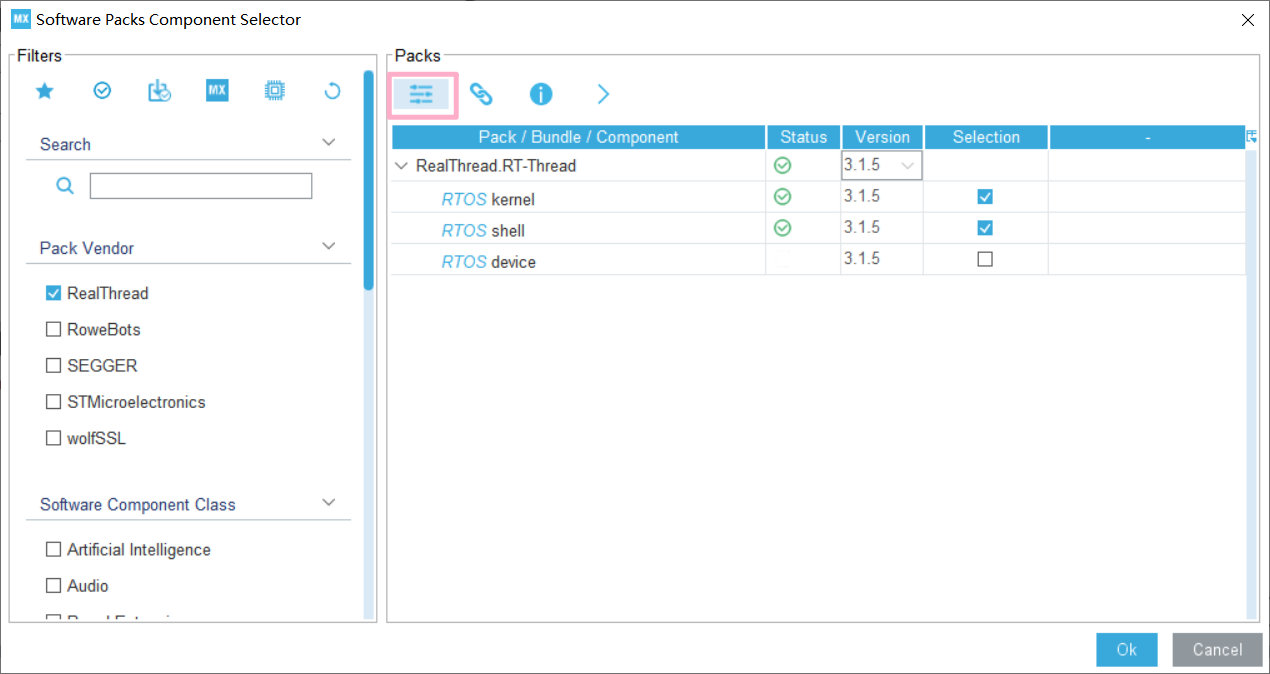 MX Software Packs Component Selector
Filters
MX
Search
Pack Vendor
RealThread
RoweBots
SEGGER
STMicroelectronics
wolfSSL
Software Component Class
Artificial Intelligence
Audio
Packs
Pack / Bundle / Component Status Version Selection -
RealThread.RT-Thread 3.1.5
RTOS kernel 3.1.5
RTOS shell 3.1.5
RTOS device 3.1.5
Ok Cancel